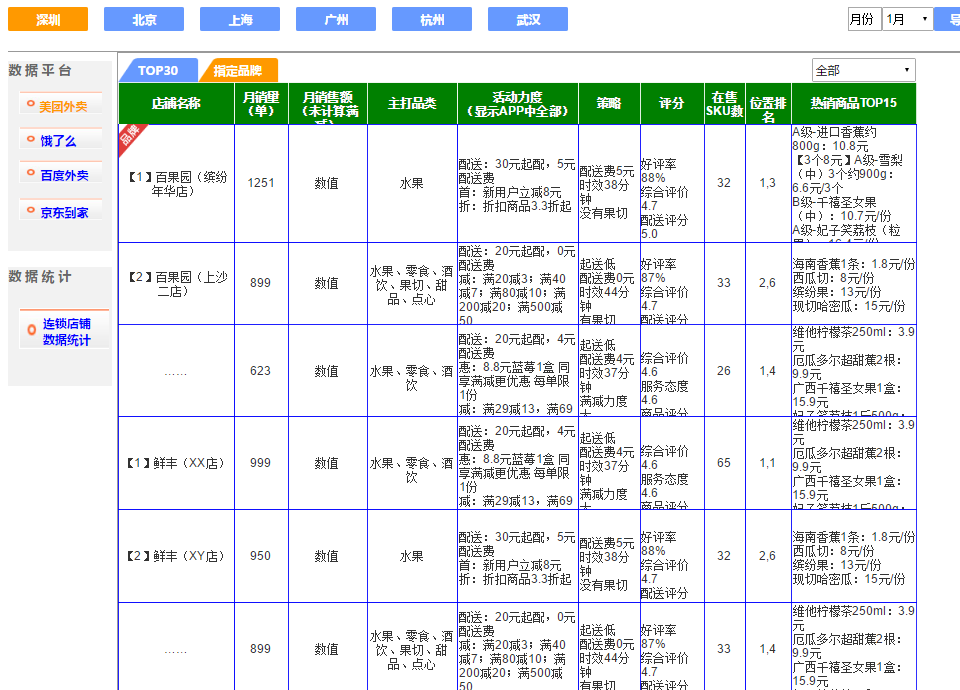 深圳
北京
上海
广州
杭州
武汉
月份
1月
导
数据平台
美团外卖
饿了么
百度外卖
京东到家
数据统计
连锁店铺
数据统计
TOP30
指定品牌
全部
店铺名称
月销量
（单）
月销售额
（未计算满
减）
主打品类
活动力度
（显示APP中全部）
策略
评分
在售
SKU数
位置排
名
热销商品TOP15
品牌
【1】百果园（缤纷
年华店）
1251
数值
水果
配送：30元起配，5元
配送费
首：新用户立减8元
折：折扣商品3.3折起
配送费5元
时效38分
钟
没有果切
好评率
88%
综合评价
4.7
配送评分
5.0
32
1,3
A级-进口香蕉约
800g：10.8元
【3个8元】A级-雪梨
（中）3个约900g：
6.6元/3个
B级-千禧圣女果
（中）：10.7元/份
A级-妃子笑荔枝（粒
果）：16.4元/份
【2】百果园（上沙
二店）
899
数值
水果、零食、酒
饮、果切、甜
品、点心
配送：20元起配，0元
配送费
减：满20减3；满40
减7；满80减10；满
200减20；满500减
50
起送低
配送费0元
时效44分
钟
有果切
好评率
87%
综合评价
4.7
配送评分
33
2,6
海南香蕉1条：1.8元/份
西瓜切：8元/份
缤纷果：13元/份
现切哈密瓜：15元/份
……
623
数值
水果、零食、酒
饮
配送：20元起配，4元
配送费
惠：8.8元蓝莓1盒 同
享满减更优惠 每单限
1份
减：满29减13，满69
起送低
配送费4元
时效37分
钟
满减力度
大
综合评价
4.6
服务态度
4.6
商品评分
26
1,4
维他柠檬茶250ml：3.9
元
厄瓜多尔超甜蕉2根：
9.9元
广西千禧圣女果1盒：
15.9元
妃子笑荔枝1斤500g：
【1】鲜丰（XX店）
999
数值
水果、零食、酒
饮
配送：20元起配，4元
配送费
惠：8.8元蓝莓1盒 同
享满减更优惠 每单限
1份
减：满29减13，满69
起送低
配送费4元
时效37分
钟
满减力度
大
综合评价
4.6
服务态度
4.6
商品评分
65
1,1
维他柠檬茶250ml：3.9
元
厄瓜多尔超甜蕉2根：
9.9元
广西千禧圣女果1盒：
15.9元
妃子笑荔枝1斤500g：
【2】鲜丰（XY店）
950
数值
水果
配送：30元起配，5元
配送费
首：新用户立减8元
折：折扣商品3.3折起
配送费5元
时效38分
钟
没有果切
好评率
88%
综合评价
4.7
配送评分
32
2,6
海南香蕉1条：1.8元/份
西瓜切：8元/份
缤纷果：13元/份
现切哈密瓜：15元/份
……
899
数值
水果、零食、酒
饮、果切、甜
品、点心
配送：20元起配，0元
配送费
减：满20减3；满40
减7；满80减10；满
200减20；满500减
50
起送低
配送费0元
时效44分
钟
有果切
好评率
87%
综合评价
4.7
配送评分
33
1,4
维他柠檬茶250ml：3.9
元
厄瓜多尔超甜蕉2根：
9.9元
广西千禧圣女果1盒：
15.9元